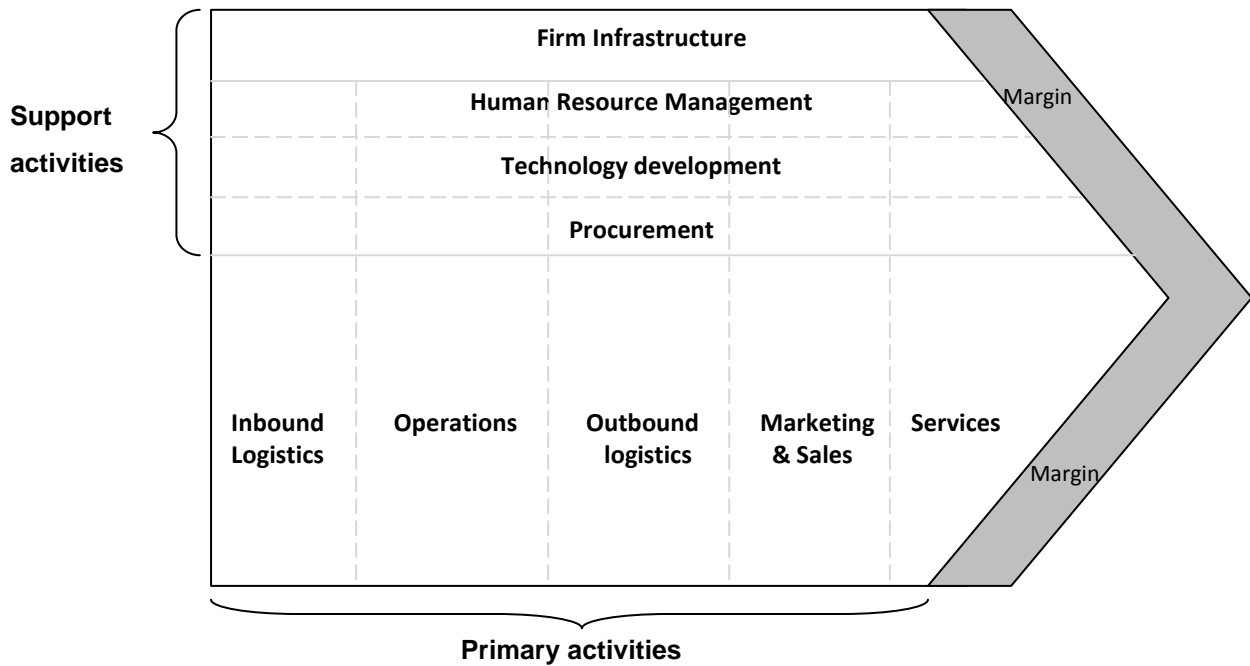 Firm Infrastructure
Human Resource Management
Margin
Support
activities
Technology development
Procurement
Inbound
Logistics
Operations
Outbound
logistics
Marketing
& Sales
Services
Margin
Primary activities